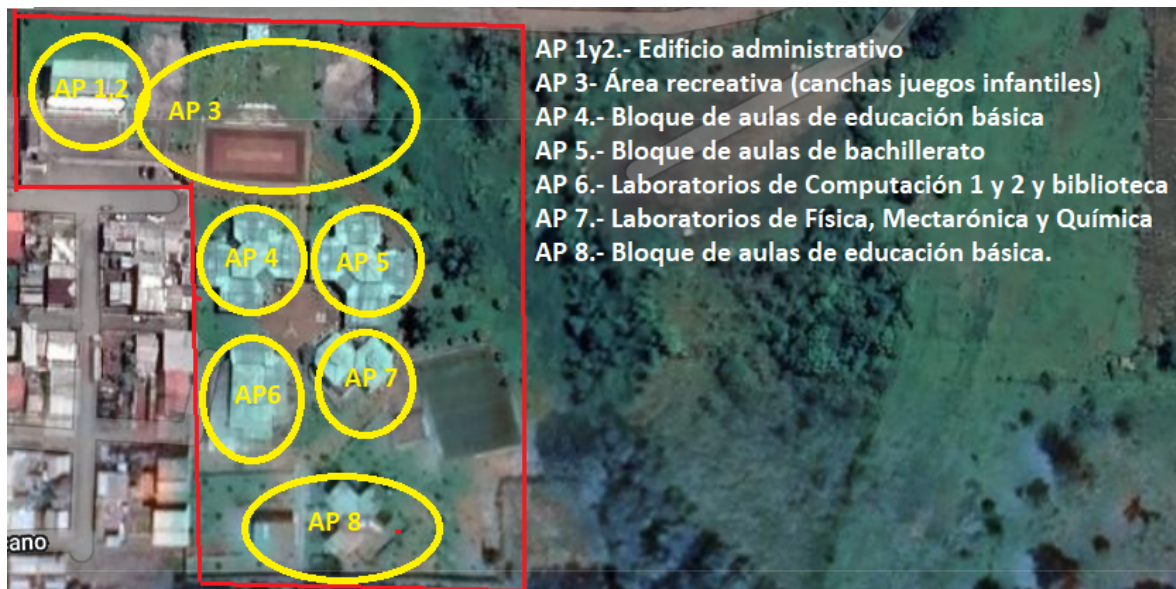 AP 1y2.- Edificio administrativo
AP 3- Área recreativa (canchas juegos infantiles)
AP 4.- Bloque de aulas de educación básica
AP 5.- Bloque de aulas de bachillerato
AP 6.- Laboratorios de Computación 1 y 2 y biblioteca
AP 7.- Laboratorios de Física, Mectarónica y Química
AP 8.- Bloque de aulas de educación básica.
AP 1,2
AP 3
AP 4
AP 5
AP6
AP 7
AP 8
cano